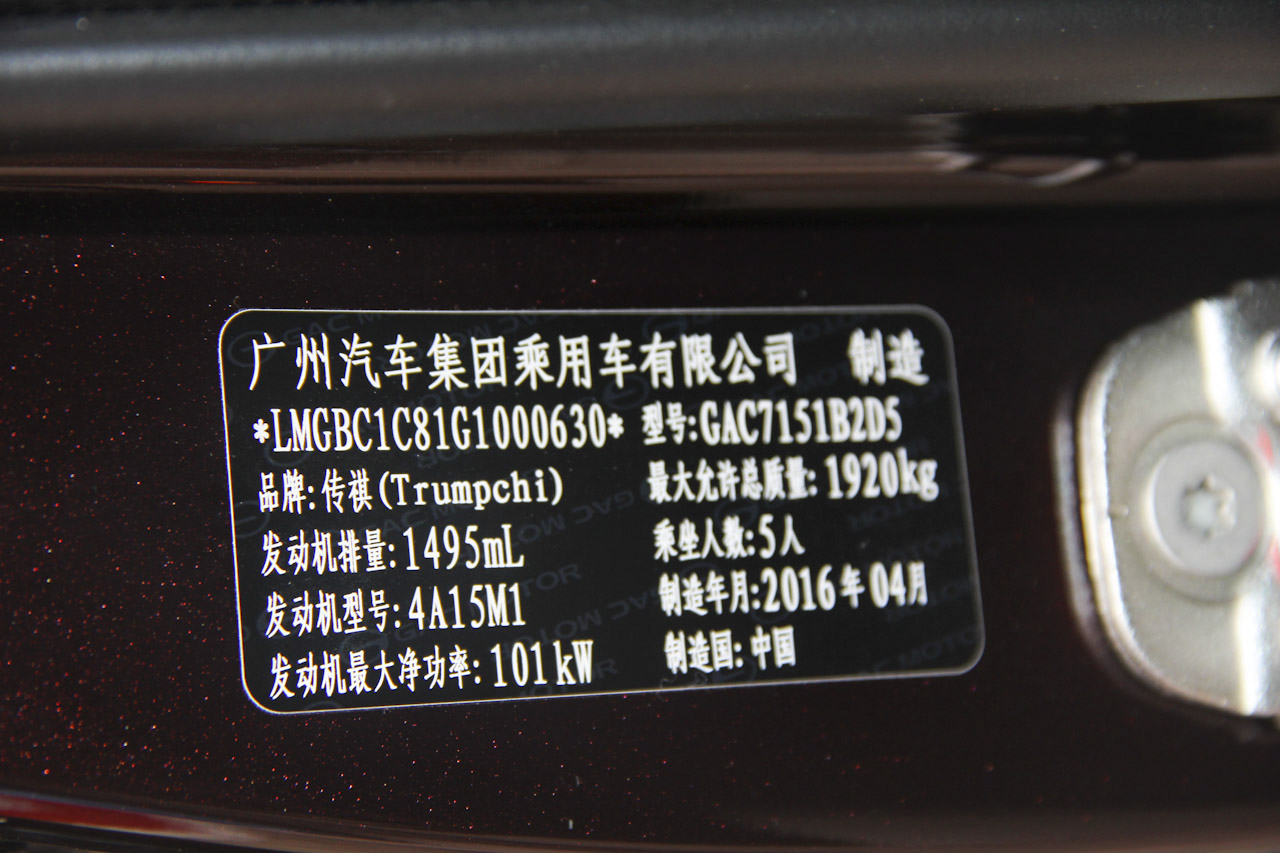 广州汽车集团乘用车有限公司 制造
*LMGBC1C81G1000630* 型号:GAC7151B2D5
品牌:传祺(Trumpchi) 最大允许总质量:1920kg
发动机排量:1495mL 乘坐人数:5人
发动机型号:4A15M1 制造年月:2016年04月
发动机最大净功率:101kW 制造国:中国